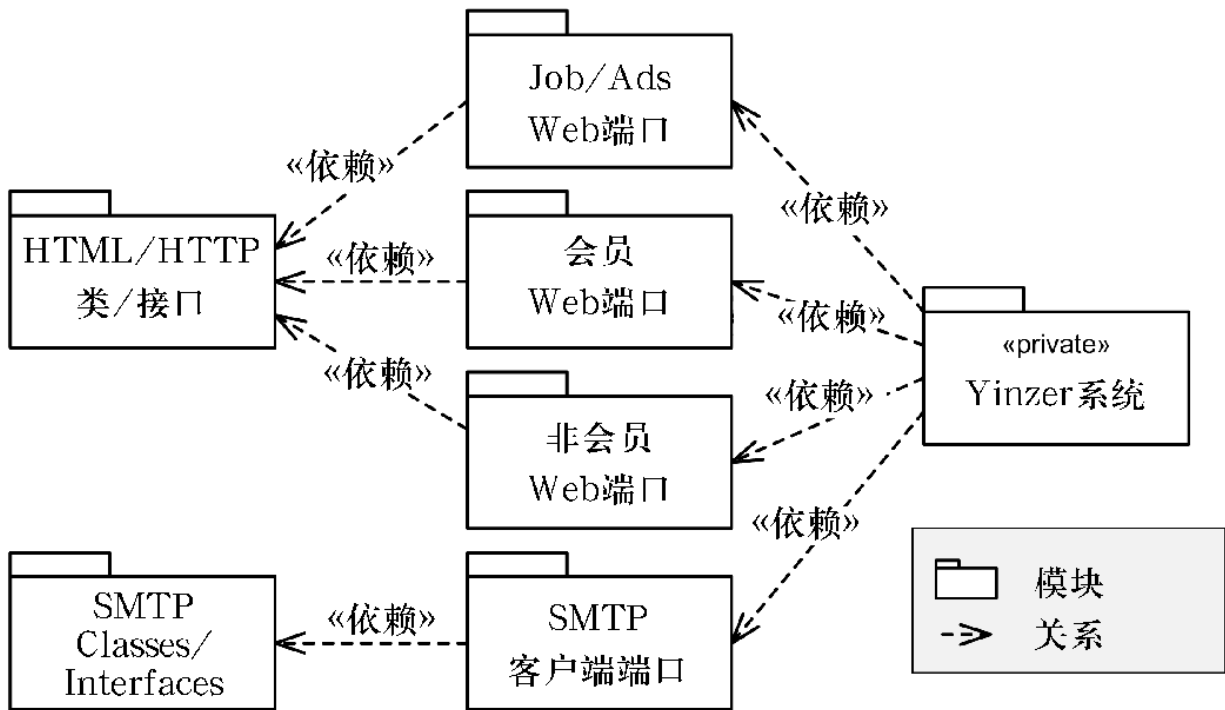 Job/Ads
Web端口
«依赖»
«依赖»
HTML/HTTP
类/接口
«依赖»
会员
Web端口
«依赖»
«private»
Yinzer系统
«依赖»
«依赖»
非会员
Web端口
«依赖»
SMTP
Classes/
Interfaces
«依赖»
SMTP
客户端端口
模块
关系